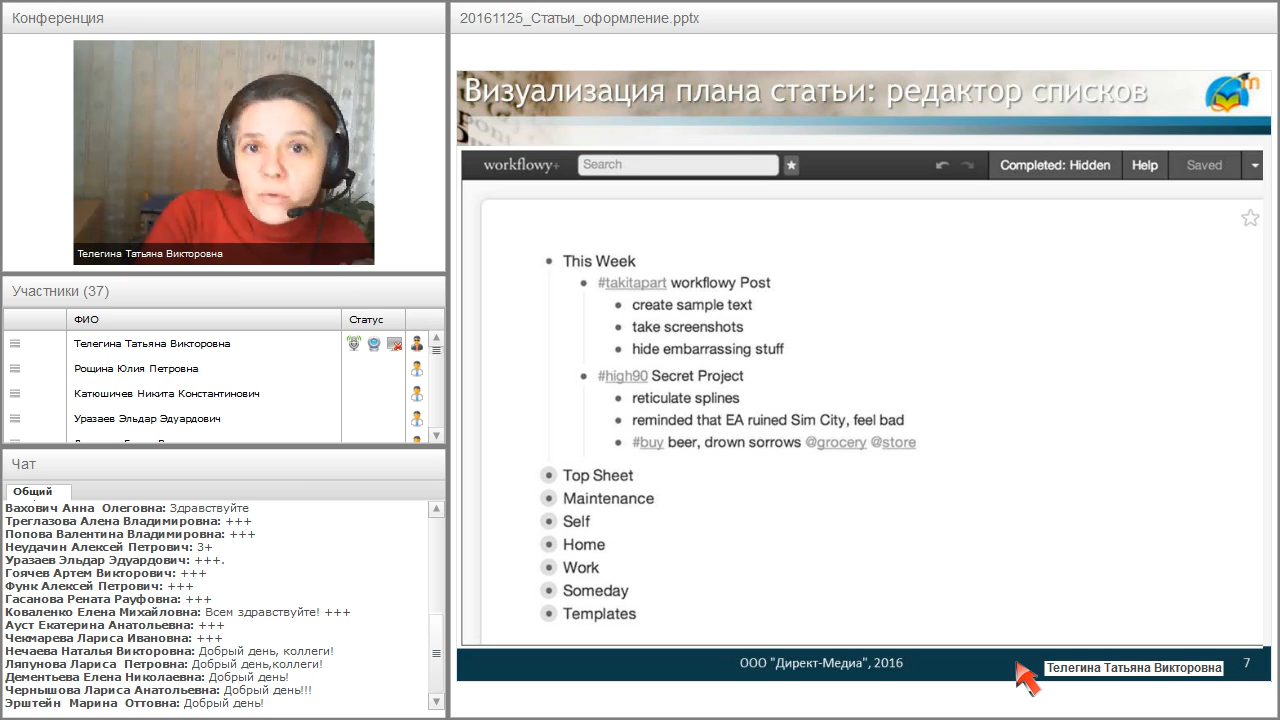 Конференция
Телегина Татьяна Викторовна
Участники (37)
ФИО
Статус
Телегина Татьяна Викторовна
Рощина Юлия Петровна
Катюшичев Никита Константинович
Уразаев Эльдар Эдуардович
Чат
Общий
Вахович Анна Олеговна: Здравствуйте
Треглазова Алена Владимировна: +++
Попова Валентина Владимировна: +++
Неудачин Алексей Петрович: 3+
Уразаев Эльдар Эдуардович: +++.
Гоячев Артем Викторович: +++
Функ Алексей Петрович: +++
Гасанова Рената Рауфовна: +++
Коваленко Елена Михайловна: Всем здравствуйте! +++
Ауст Екатерина Анатольевна: +++
Чекмарева Лариса Ивановна: +++
Нечаева Наталья Викторовна: Добрый день, коллеги!
Ляпунова Лариса Петровна: Добрый день,коллеги!
Дементьева Елена Николаевна: Добрый день!
Чернышова Лариса Анатольевна: Добрый день!!!
Эрштейн Марина Оттовна: Добрый день!
20161125_Статьи_оформление.pptx
Визуализация плана статьи: редактор списков
workflowy+
Search
Completed: Hidden
Help
Saved
This Week
#takitapart workflowy Post
create sample text
take screenshots
hide embarrassing stuff
#high90 Secret Project
reticulate splines
reminded that EA ruined Sim City, feel bad
#buy beer, drown sorrows @grocery @store
Top Sheet
Maintenance
Self
Home
Work
Someday
Templates
ООО "Директ-Медиа", 2016
Телегина Татьяна Викторовна
7